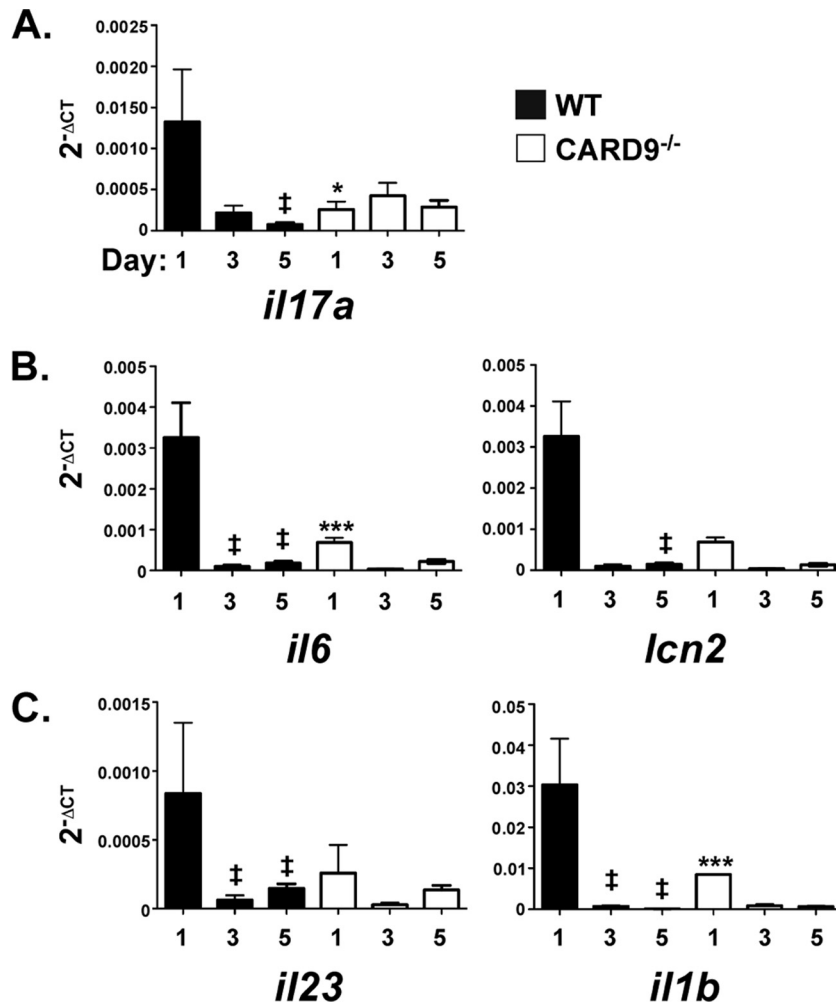 A.
0.0025
0.0020
0.0150
0.0010
0.0005
0
2^-ΔCT
‡
*
Day: 1 3 5 1 3 5
il17a
WT
CARD9-/-
B.
0.005
0.004
0.003
0.002
0.001
0
2^-ΔCT
‡ ‡ ***
1 3 5 1 3 5
il6
0.005
0.004
0.003
0.002
0.001
0
‡
1 3 5 1 3 5
lcn2
C.
0.0015
0.0010
0.0005
0
2^-ΔCT
‡ ‡
1 3 5 1 3 5
il23
0.05
0.04
0.03
0.02
0.01
0
‡ ‡ ***
1 3 5 1 3 5
il1b